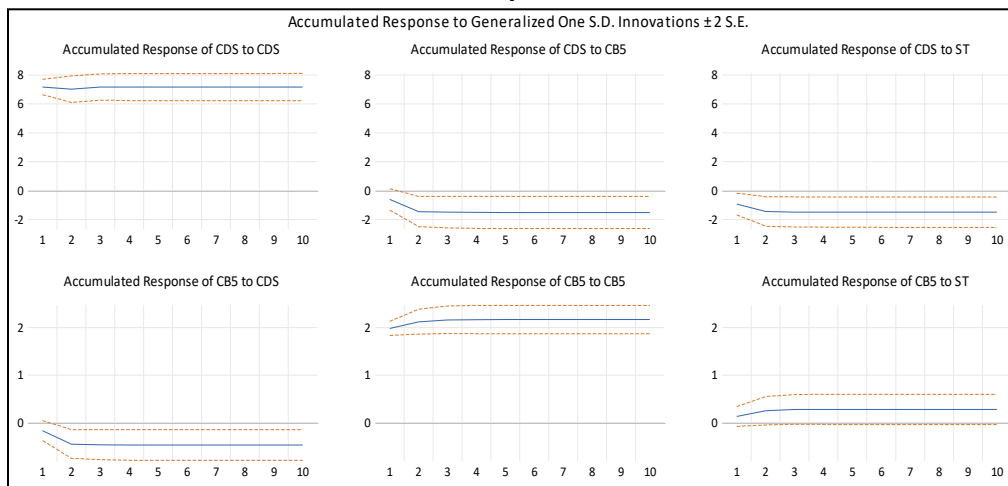 Accumulated Response to Generalized One S.D. Innovations ±2 S.E.
Accumulated Response of CDS to CDS
Accumulated Response of CDS to CB5
Accumulated Response of CDS to ST
8
6
4
2
0
-2
1 2 3 4 5 6 7 8 9 10
8
6
4
2
0
-2
1 2 3 4 5 6 7 8 9 10
8
6
4
2
0
-2
1 2 3 4 5 6 7 8 9 10
Accumulated Response of CB5 to CDS
Accumulated Response of CB5 to CB5
Accumulated Response of CB5 to ST
2
1
0
1 2 3 4 5 6 7 8 9 10
2
1
0
1 2 3 4 5 6 7 8 9 10
2
1
0
1 2 3 4 5 6 7 8 9 10